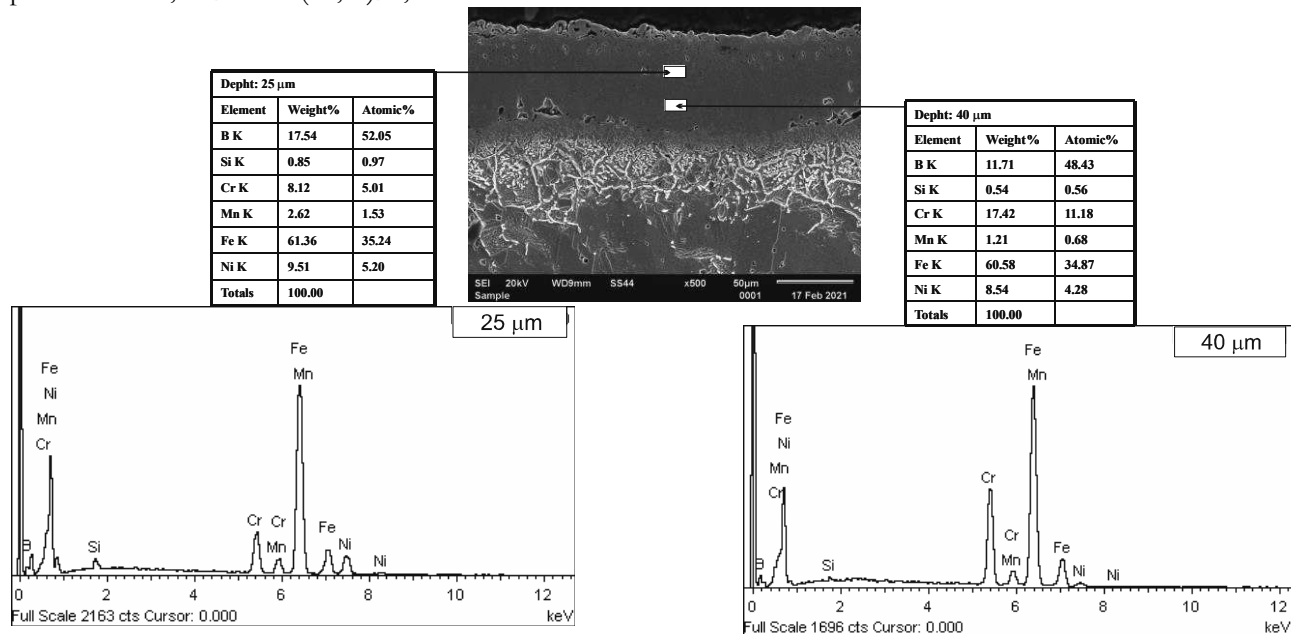 Depht: 25 μm
Element Weight% Atomic%
B K 17.54 52.05
Si K 0.85 0.97
Cr K 8.12 5.01
Mn K 2.62 1.53
Fe K 61.36 35.24
Ni K 9.51 5.20
Totals 100.00
SEI 20kV WD9mm SS44 x500 50μm
Sample 0001 17 Feb 2021
Depht: 40 μm
Element Weight% Atomic%
B K 11.71 48.43
Si K 0.54 0.56
Cr K 17.42 11.18
Mn K 1.21 0.68
Fe K 60.58 34.87
Ni K 8.54 4.28
Totals 100.00
25 μm
Fe
Ni
Mn
Cr
B
Si
Cr
Cr
Mn
Fe
Mn
Fe
Ni
Ni
0 2 4 6 8 10 12
Full Scale 2163 cts Cursor: 0.000 keV
40 μm
Fe
Ni
Mn
Cr
B
Si
Cr
Cr
Mn
Fe
Mn
Fe
Ni
Ni
0 2 4 6 8 10 12
Full Scale 1696 cts Cursor: 0.000 keV